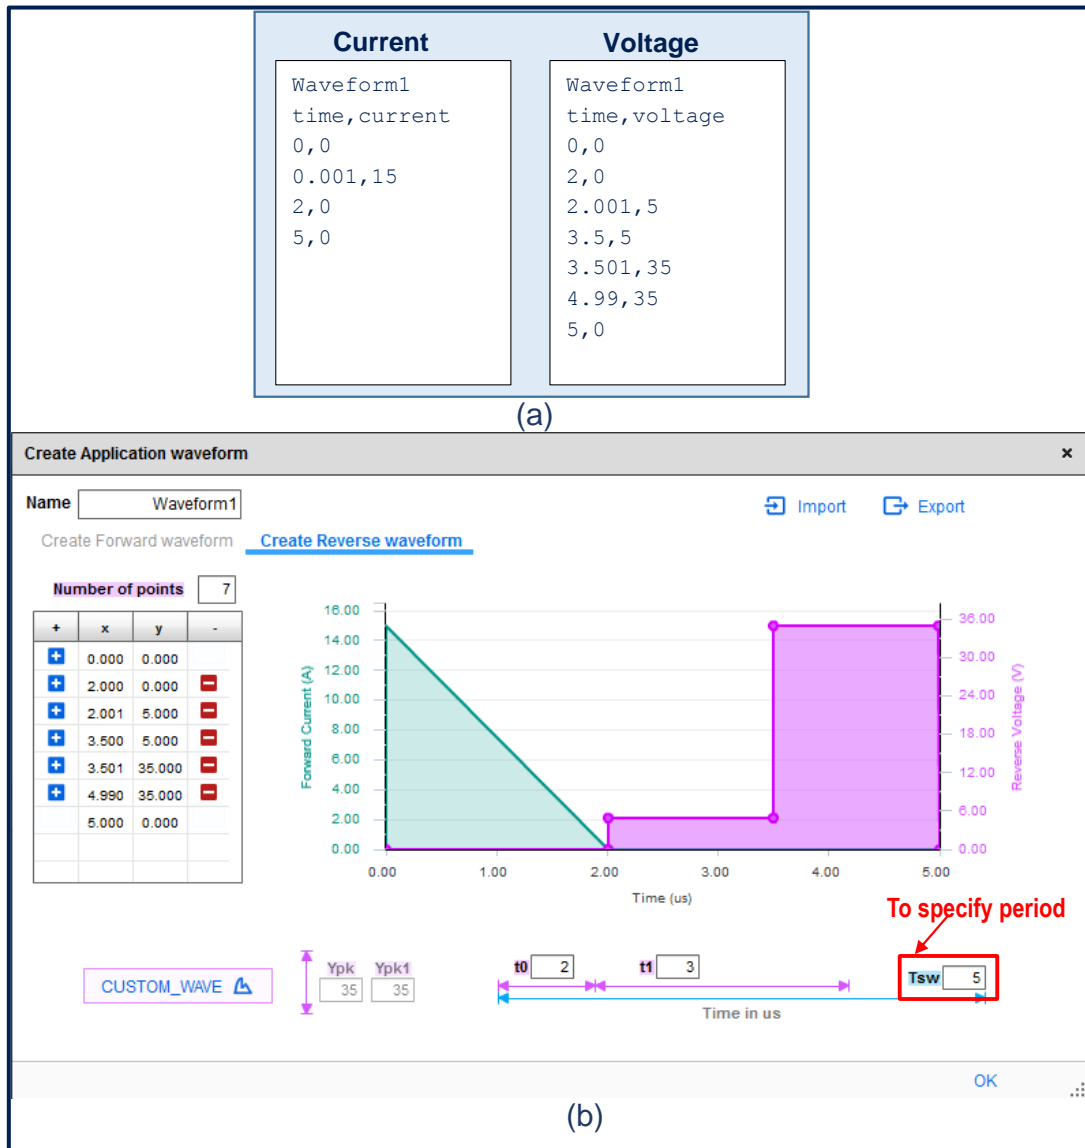 Current Voltage
Waveform1
time,current
0,0
0.001,15
2,0
5,0
Waveform1
time,voltage
0,0
2,0
2.001,5
3.5,5
3.501,35
4.99,35
5,0
(a)
Create Application waveform ×
Name Waveform1 Import Export
Create Forward waveform Create Reverse waveform
Number of points 7
+ x y -
0.000 0.000
2.000 0.000
2.001 5.000
3.500 5.000
3.501 35.000
4.990 35.000
5.000 0.000
Forward Current (A)
16.00
14.00
12.00
10.00
8.00
6.00
4.00
2.00
0.00
36.00
30.00
24.00
18.00
12.00
6.00
0.00
Reverse Voltage (V)
0.00 1.00 2.00 3.00 4.00 5.00
Time (us)
To specify period
CUSTOM_WAVE
Ypk Ypk1
35 35
t0 2 t1 3 Tsw 5
Time in us
OK
(b)